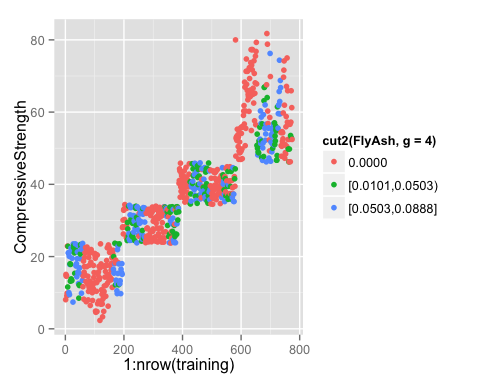 80
60
40
20
0
CompressiveStrength
0 200 400 600 800
1:nrow(training)
cut2(FlyAsh, g = 4)
0.0000
[0.0101,0.0503)
[0.0503,0.0888]